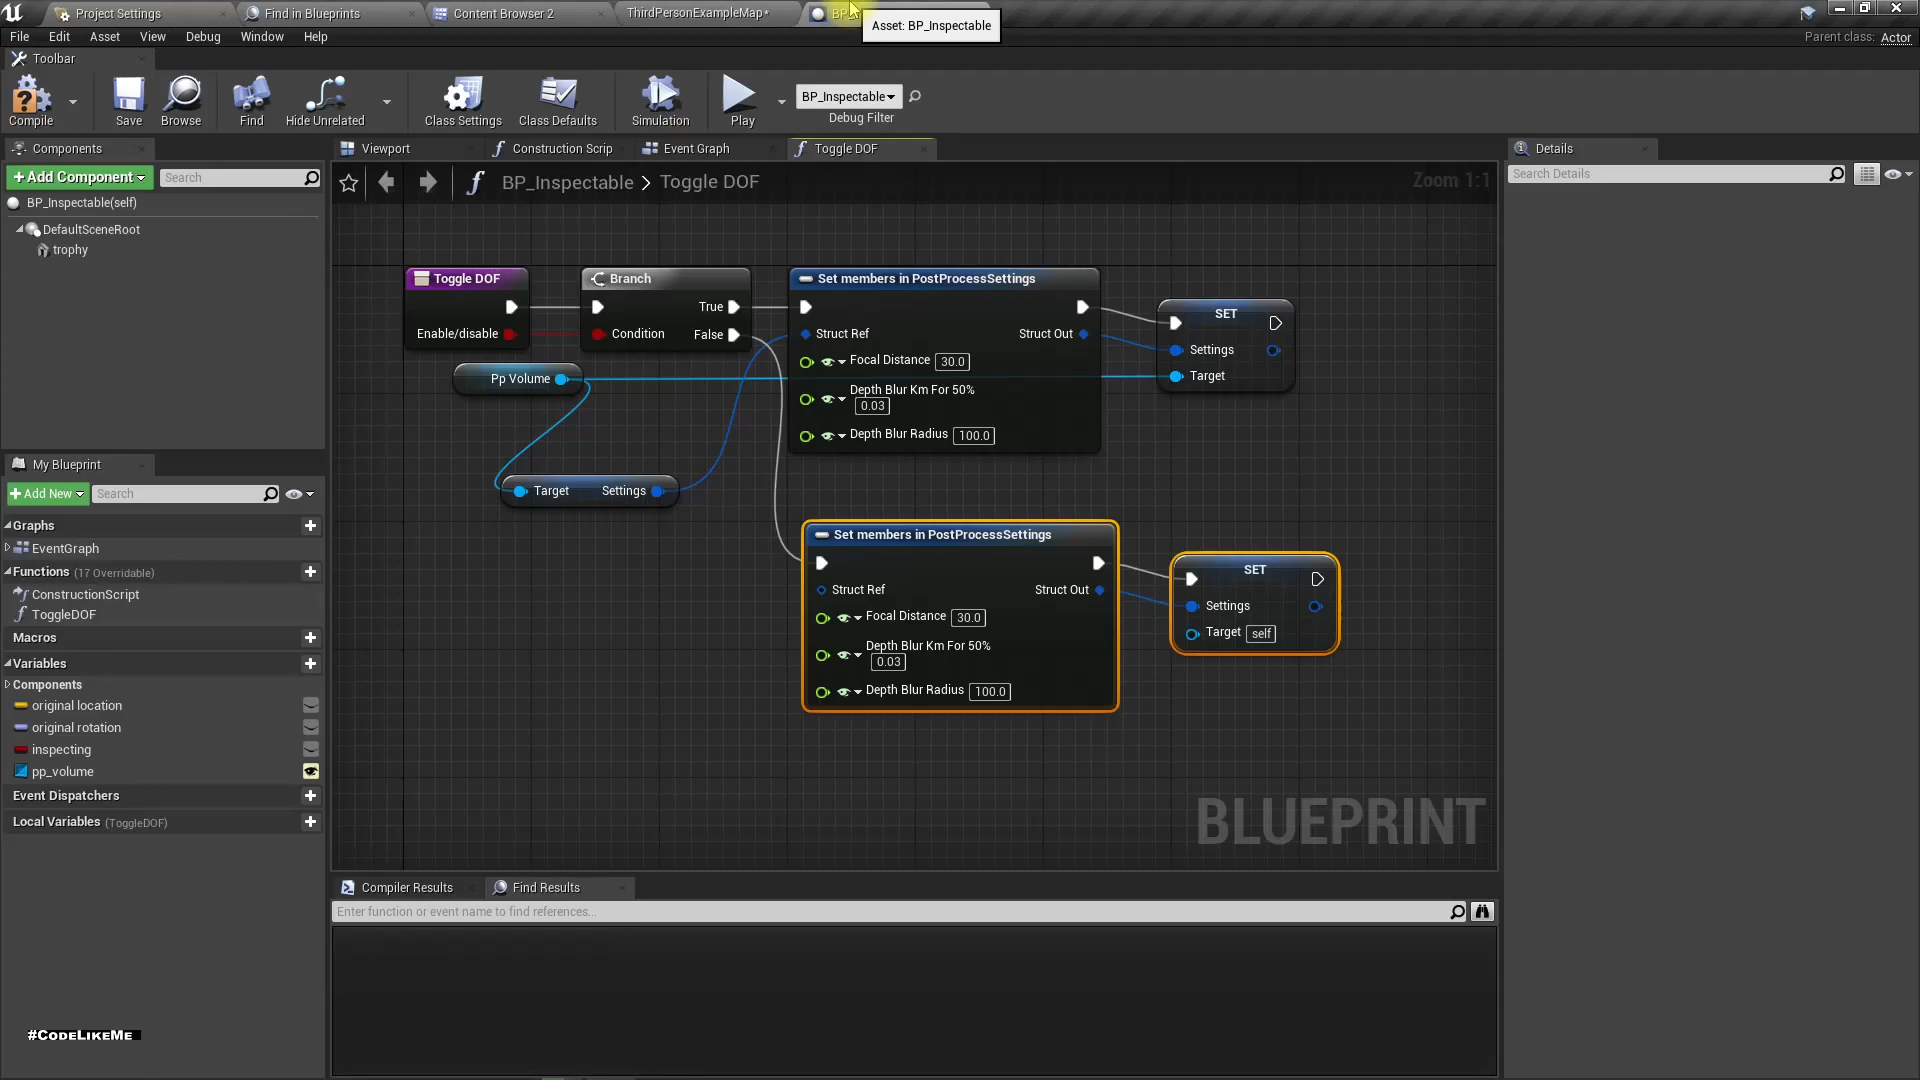 Project Settings
Find in Blueprints
Content Browser 2
ThirdPersonExampleMap*
Asset: BP_Inspectable
File Edit Asset View Debug Window Help
Parent class: Actor
Toolbar
Compile
Save
Browse
Find
Hide Unrelated
Class Settings
Class Defaults
Simulation
Play
BP_Inspectable
Debug Filter
Components
Viewport
Construction Scrip
Event Graph
Toggle DOF
Details
+Add Component
Search
BP_Inspectable > Toggle DOF
Zoom 1:1
Search Details
BP_Inspectable(self)
DefaultSceneRoot
trophy
Toggle DOF
Enable/disable
Branch
True
Condition
False
Set members in PostProcessSettings
Struct Ref
Struct Out
Focal Distance 30.0
Depth Blur Km For 50%
0.03
Depth Blur Radius 100.0
SET
Settings
Target
Pp Volume
Target Settings
Set members in PostProcessSettings
Struct Ref
Struct Out
Focal Distance 30.0
Depth Blur Km For 50%
0.03
Depth Blur Radius 100.0
SET
Settings
Target self
BLUEPRINT
My Blueprint
+Add New
Search
Graphs
EventGraph
Functions (17 Overridable)
ConstructionScript
ToggleDOF
Macros
Variables
Components
original location
original rotation
inspecting
pp_volume
Event Dispatchers
Local Variables (ToggleDOF)
Compiler Results
Find Results
Enter function or event name to find references...
#CodeLikeMe